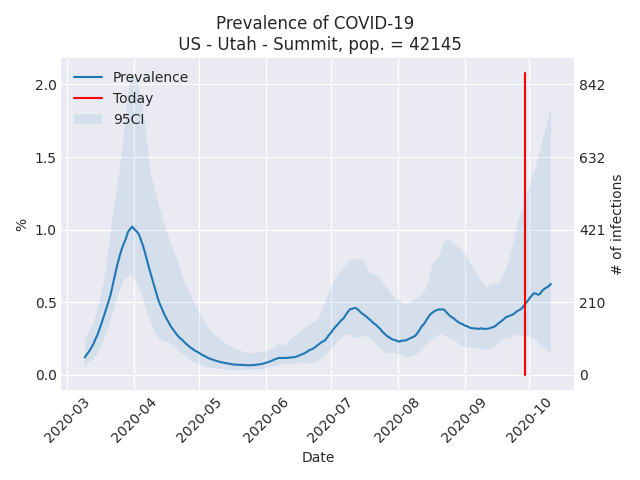 Prevalence of COVID-19
US - Utah - Summit, pop. = 42145
Prevalence
Today
95CI
2.0
1.5
1.0
0.5
0.0
%
842
632
421
210
0
# of infections
2020-03
2020-04
2020-05
2020-06
2020-07
2020-08
2020-09
2020-10
Date